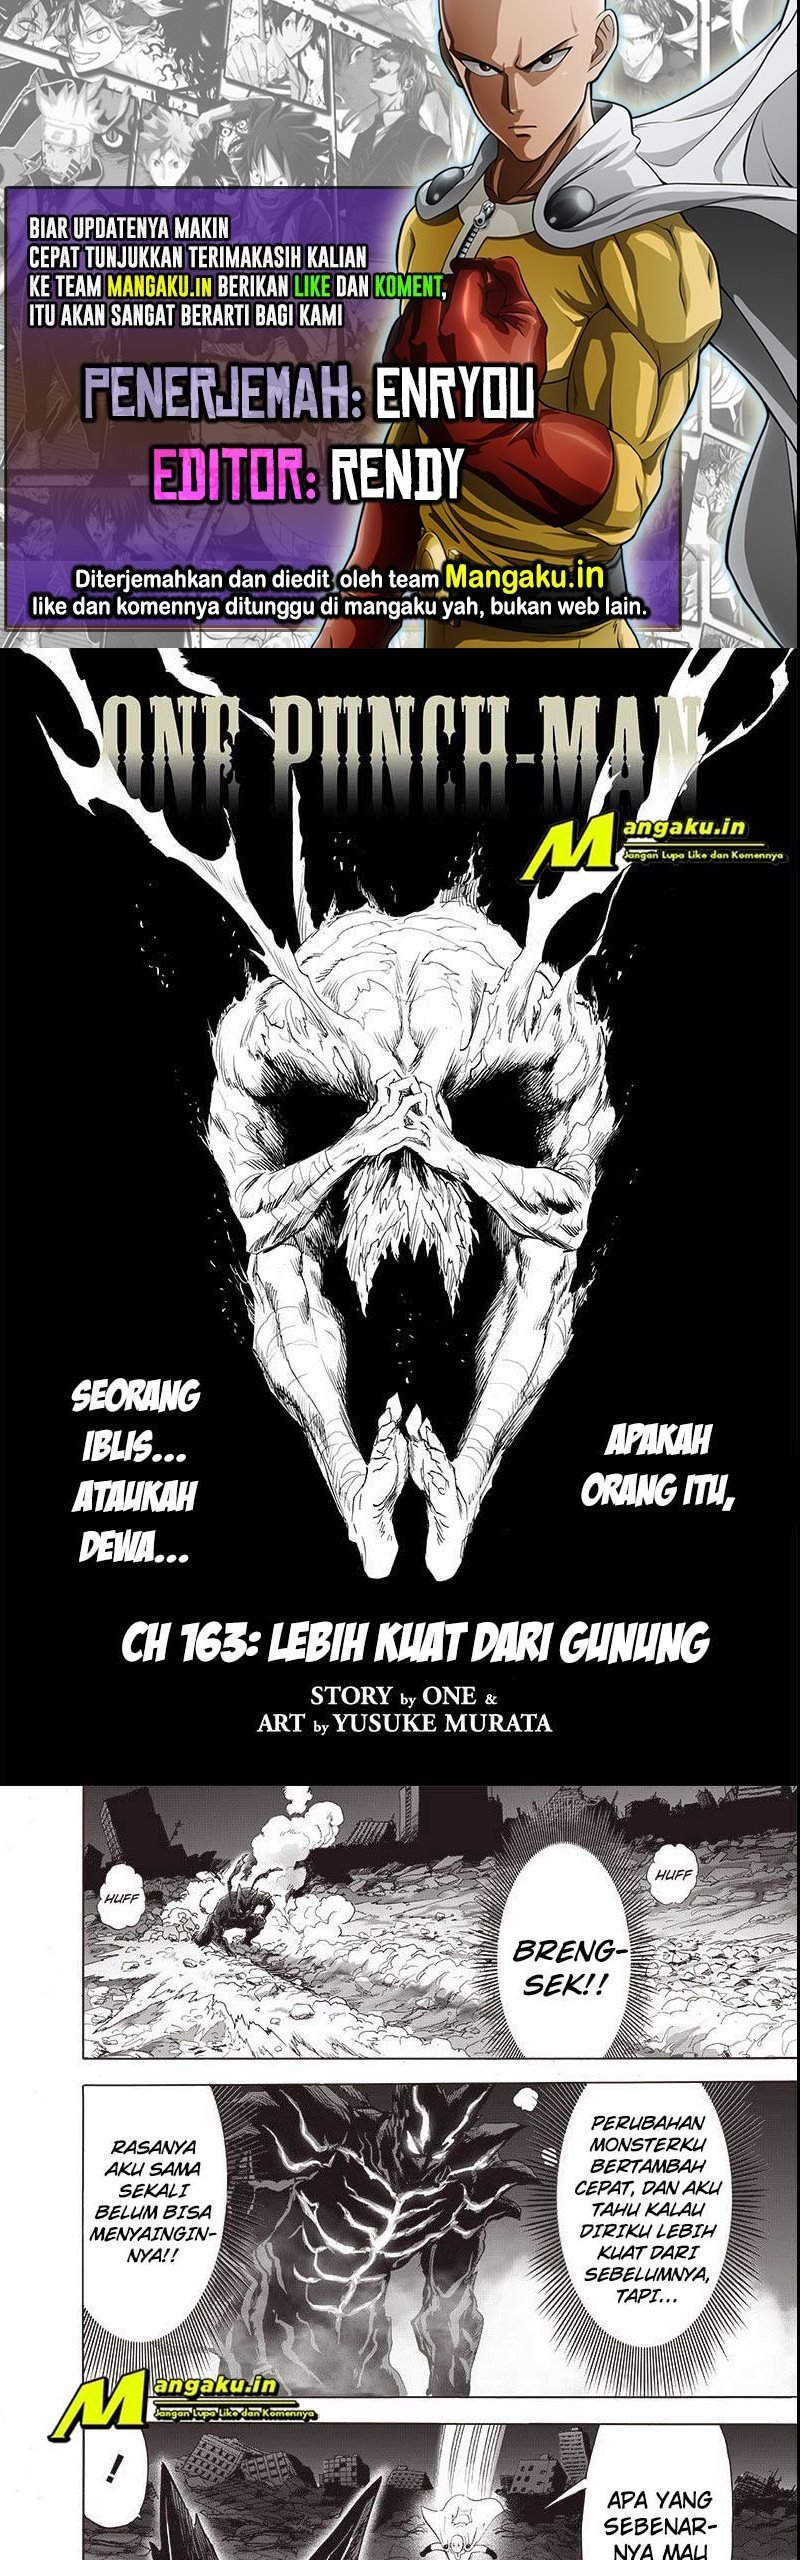 BIAR UPDATENYA MAKIN
CEPAT TUNJUKKAN TERIMAKASIH KALIAN
KE TEAM MANGAKU.in BERIKAN LIKE DAN KOMENT,
ITU AKAN SANGAT BERARTI BAGI KAMI
PENERJEMAH: ENRYOU
EDITOR: RENDY
Diterjemahkan dan diedit oleh team Mangaku.in
like dan komennya ditunggu di mangaku yah, bukan web lain.
ONE PUNCH-MAN
Mangaku.in
Jangan Lupa Like dan Komennya
APAKAH
ORANG ITU,
SEORANG
IBLIS...
ATAUKAH
DEWA...
CH 163: LEBIH KUAT DARI GUNUNG
STORY by ONE &
ART by YUSUKE MURATA
HUFF
BRENG-
SEK!!
HUFF
PERUBAHAN
MONSTERKU
BERTAMBAH
CEPAT, DAN AKU
TAHU KALAU
DIRIKU LEBIH
KUAT DARI
SEBELUMNYA,
TAPI...
RASANYA
AKU SAMA
SEKALI
BELUM BISA
MENYAINGIN-
NYA!!
Mangaku.in
Jangan Lupa Like dan Komennya
APA YANG
SEBENAR-
NYA MAU
!